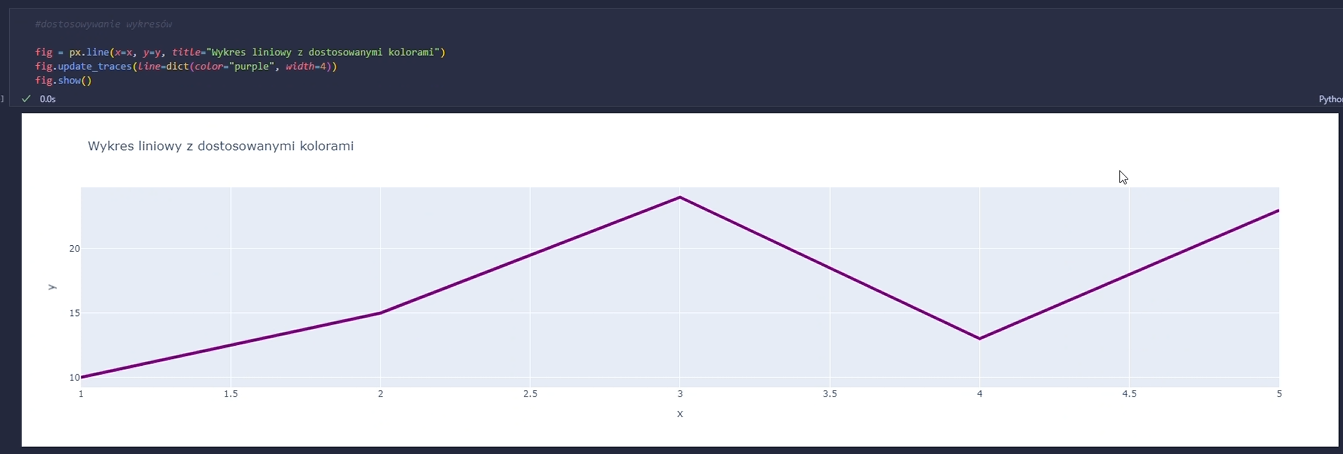 #dostosowywanie wykresów
fig = px.line(x=x, y=y, title="Wykres liniowy z dostosowanymi kolorami")
fig.update_traces(line=dict(color="purple", width=4))
fig.show()
] ✓ 0.0s Python
Wykres liniowy z dostosowanymi kolorami
20
15
10
y
1 1.5 2 2.5 3 3.5 4 4.5 5
x